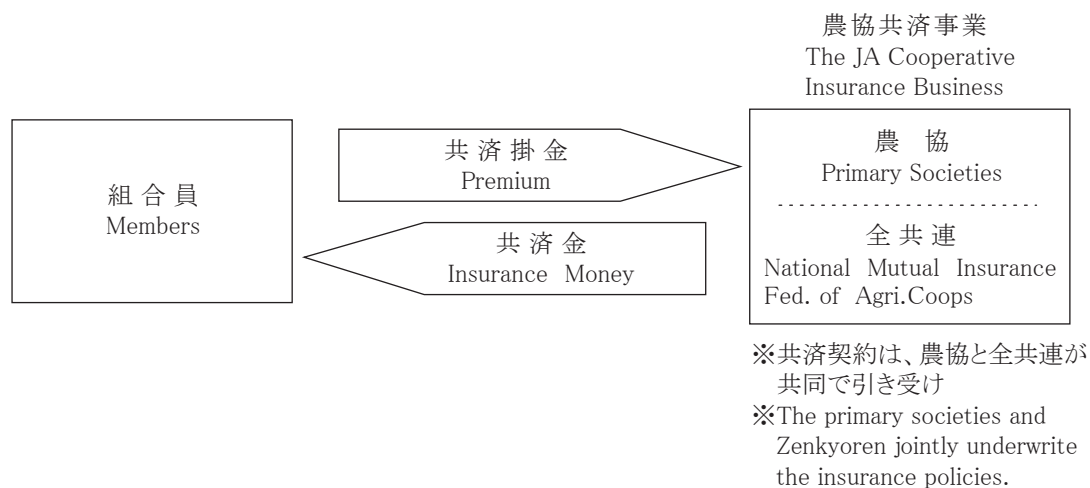 農協共済事業
The JA Cooperative
Insurance Business
組合員
Members
共済掛金
Premium
共済金
Insurance Money
農 協
Primary Societies
全共連
National Mutual Insurance
Fed. of Agri.Coops
※共済契約は、農協と全共連が
共同で引き受け
※The primary societies and
Zenkyoren jointly underwrite
the insurance policies.